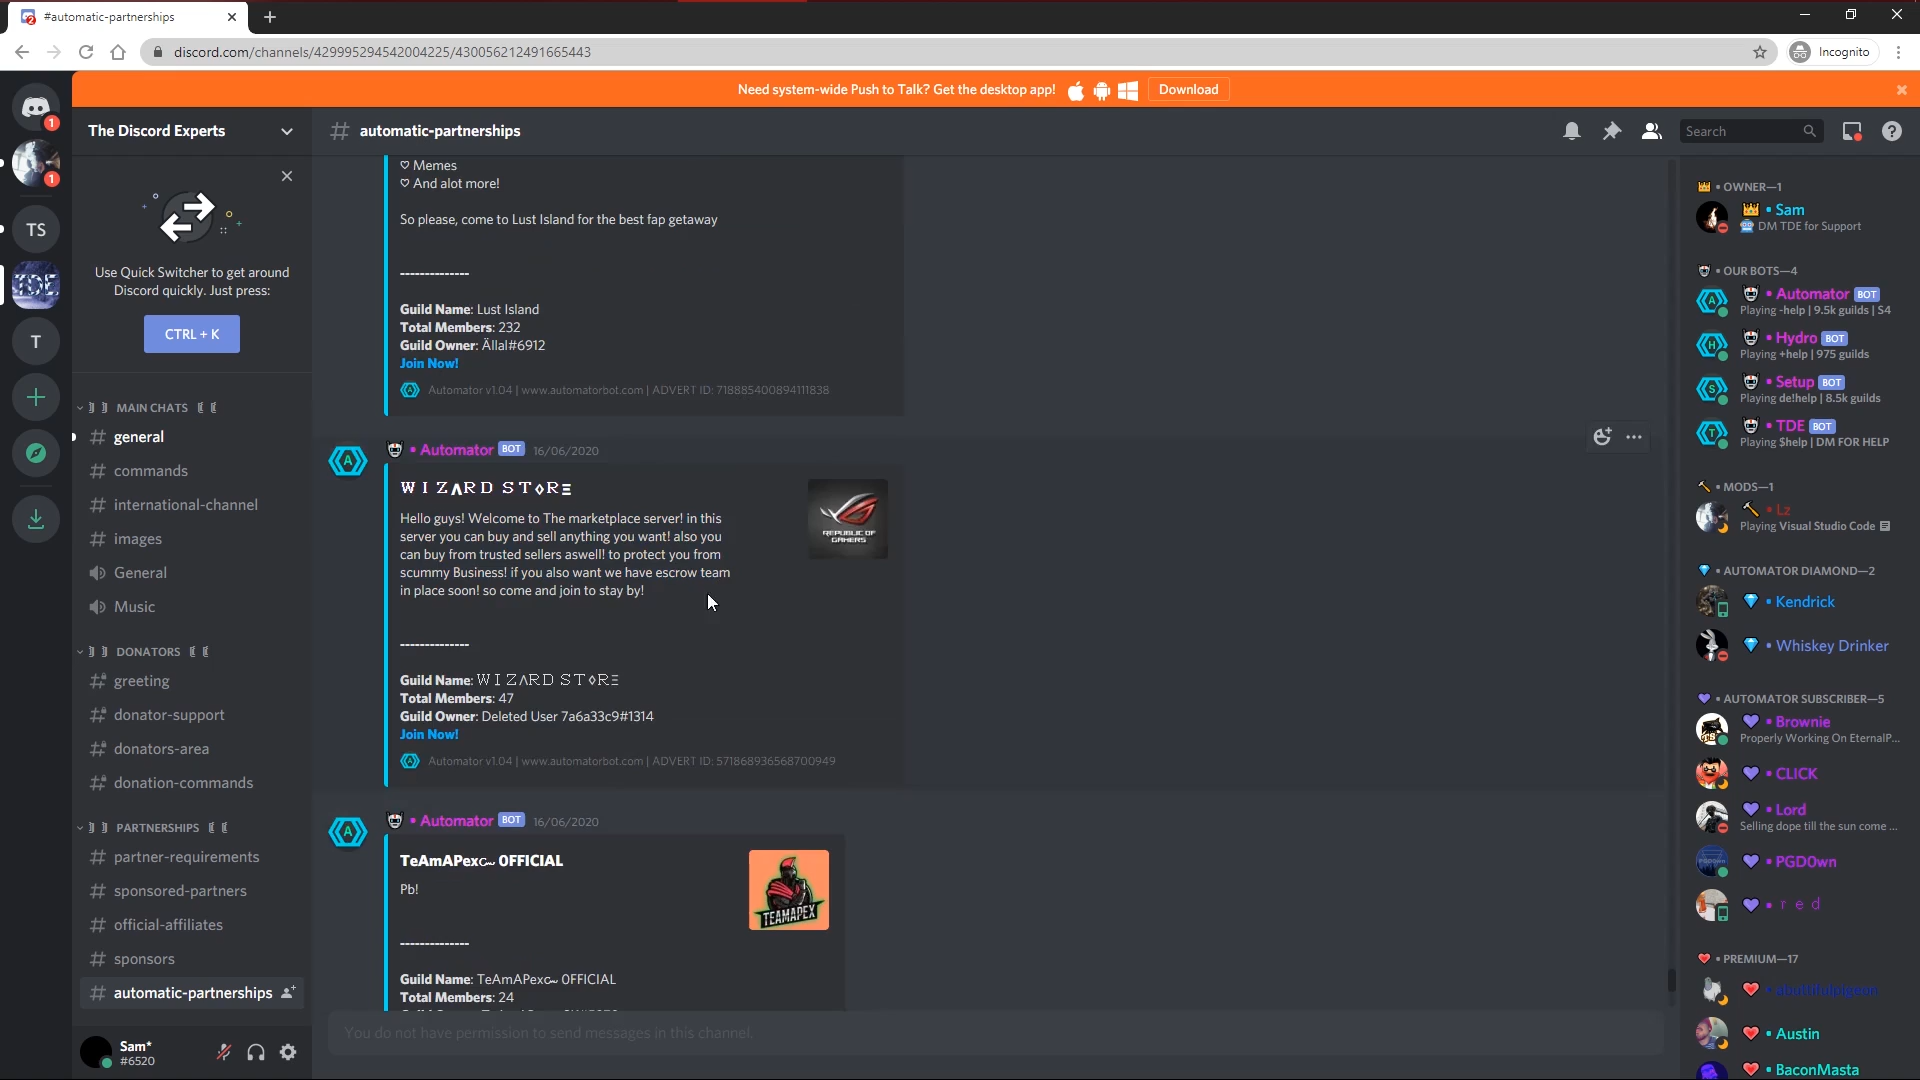 #automatic-partnerships
discord.com/channels/429995294542004225/430056212491665443
Incognito
Need system-wide Push to Talk? Get the desktop app!
Download
1
The Discord Experts
automatic-partnerships
Search
1
TS
TDE
T
Use Quick Switcher to get around
Discord quickly. Just press:
CTRL + K
MAIN CHATS
general
commands
international-channel
images
General
Music
DONATORS
greeting
donator-support
donators-area
donation-commands
PARTNERSHIPS
partner-requirements
sponsored-partners
official-affiliates
sponsors
automatic-partnerships
Sam*
#6520
♡ Memes
♡ And alot more!
So please, come to Lust Island for the best fap getaway
---------------
Guild Name: Lust Island
Total Members: 232
Guild Owner: Ällal#6912
Join Now!
Automator v1.04 | www.automatorbot.com | ADVERT ID: 718885400894111838
• Automator BOT 16/06/2020
W I Z ΛR D S T◊R Ξ
REPUBLIC OF
GAMERS
Hello guys! Welcome to The marketplace server! in this
server you can buy and sell anything you want! also you
can buy from trusted sellers aswell! to protect you from
scummy Business! if you also want we have escrow team
in place soon! so come and join to stay by!
---------------
Guild Name: W I Z ΛRD S T◊RΞ
Total Members: 47
Guild Owner: Deleted User 7a6a33c9#1314
Join Now!
Automator v1.04 | www.automatorbot.com | ADVERT ID: 571868936568700949
• Automator BOT 16/06/2020
OFFICIAL
TEAMAPEX
Pb!
---------------
Guild Name: OFFICIAL
Total Members: 24
You do not have permission to send messages in this channel.
• OWNER—1
• Sam
DM TDE for Support
• OUR BOTS—4
• Automator BOT
Playing -help | 9.5k guilds | S4
• Hydro BOT
Playing +help | 975 guilds
• Setup BOT
Playing de!help | 8.5k guilds
• TDE BOT
Playing $help | DM FOR HELP
• MODS—1
• Lz
Playing Visual Studio Code
• AUTOMATOR DIAMOND—2
• Kendrick
• Whiskey Drinker
• AUTOMATOR SUBSCRIBER—5
• Brownie
Properly Working On EternalP...
• CLICK
• Lord
Selling dope till the sun come ...
• PGD0wn
• r e d
• PREMIUM—17
• Austin
• BaconMasta